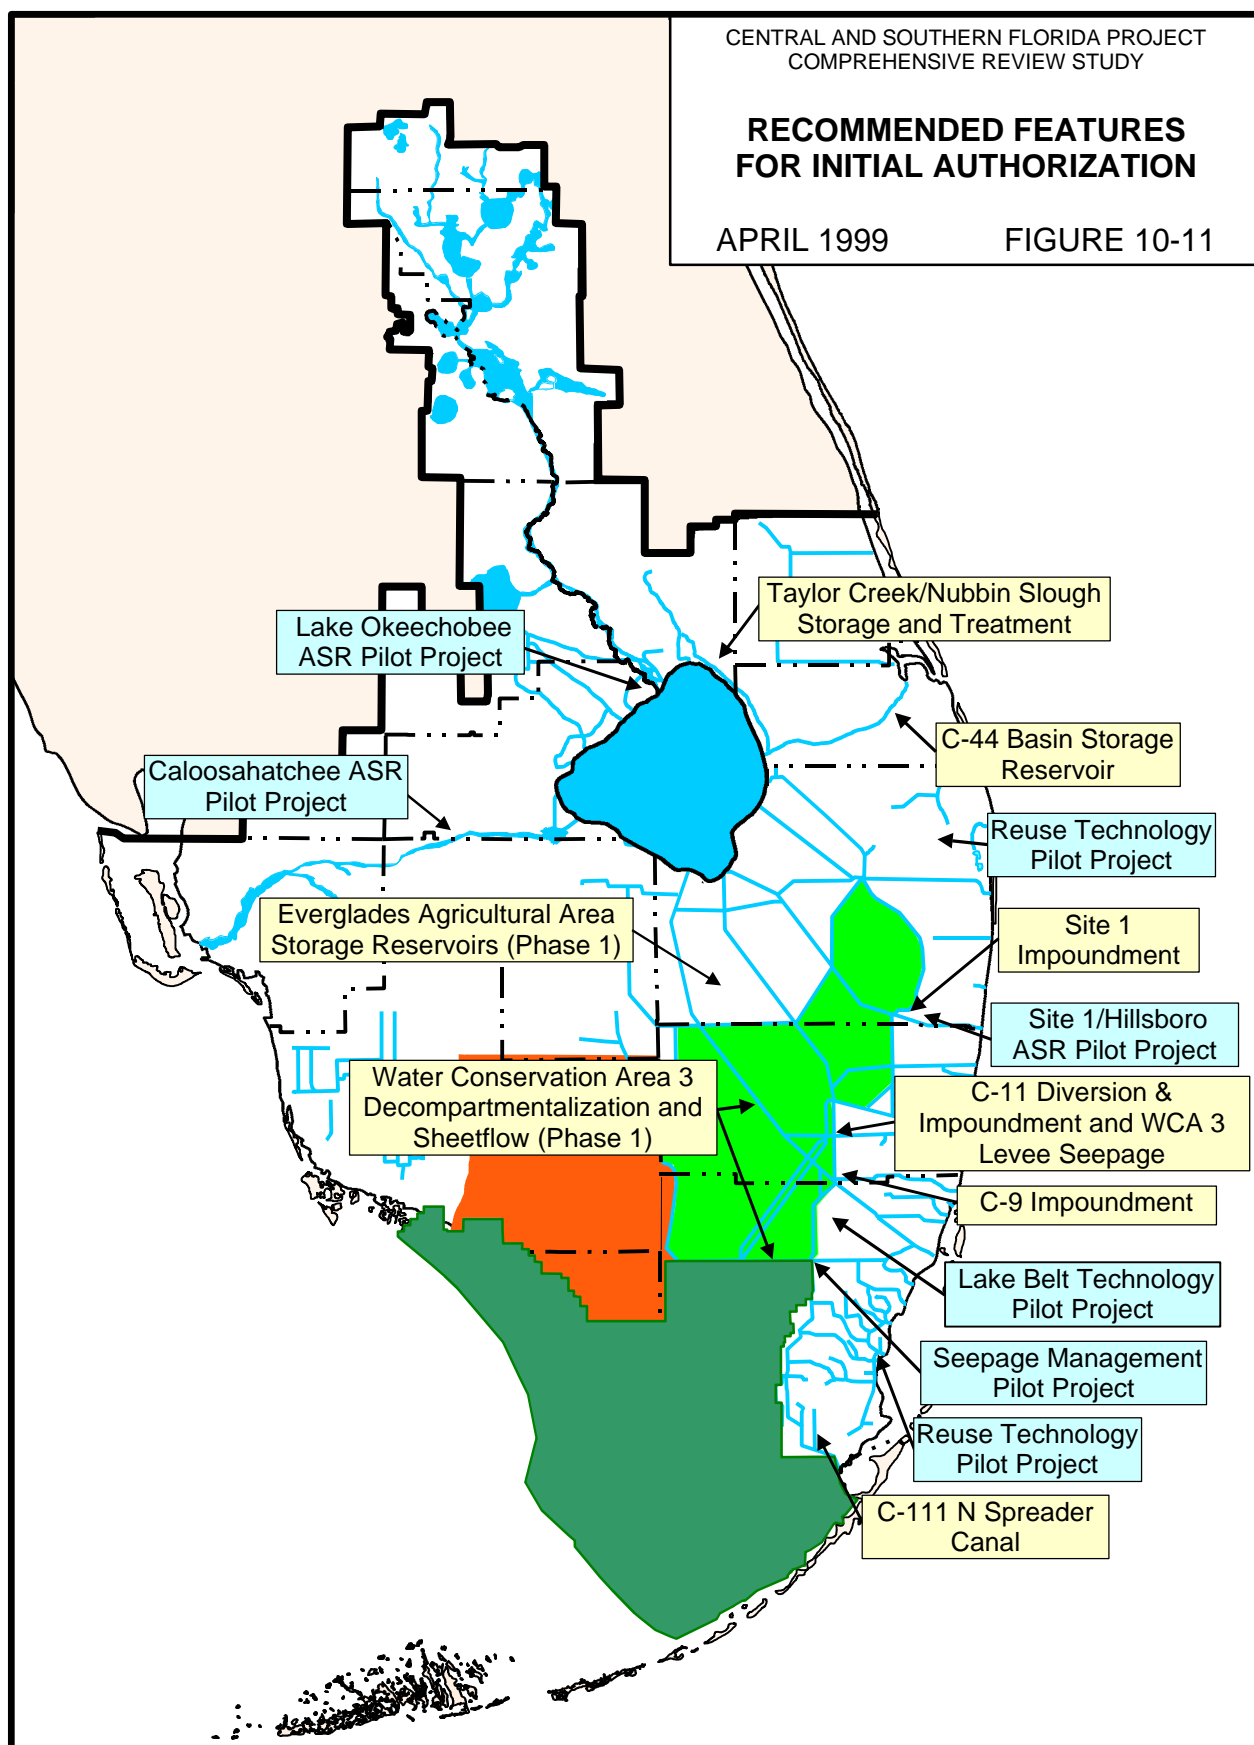 CENTRAL AND SOUTHERN FLORIDA PROJECT
COMPREHENSIVE REVIEW STUDY
RECOMMENDED FEATURES
FOR INITIAL AUTHORIZATION
APRIL 1999 FIGURE 10-11
Taylor Creek/Nubbin Slough
Storage and Treatment
Lake Okeechobee
ASR Pilot Project
C-44 Basin Storage
Reservoir
Caloosahatchee ASR
Pilot Project
Reuse Technology
Pilot Project
Everglades Agricultural Area
Storage Reservoirs (Phase 1)
Site 1
Impoundment
Site 1/Hillsboro
ASR Pilot Project
Water Conservation Area 3
Decompartmentalization and
Sheetflow (Phase 1)
C-11 Diversion &
Impoundment and WCA 3
Levee Seepage
C-9 Impoundment
Lake Belt Technology
Pilot Project
Seepage Management
Pilot Project
Reuse Technology
Pilot Project
C-111 N Spreader
Canal